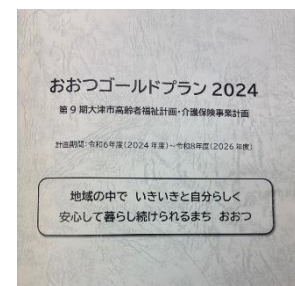 おおつゴールドプラン 2024
第9期大津市高齢者福祉計画・介護保険事業計画
計画期間:令和6年度(2024年度)~令和8年度(2026年度)
地域の中で いきいきと自分らしく
安心して暮らし続けられるまち おおつ